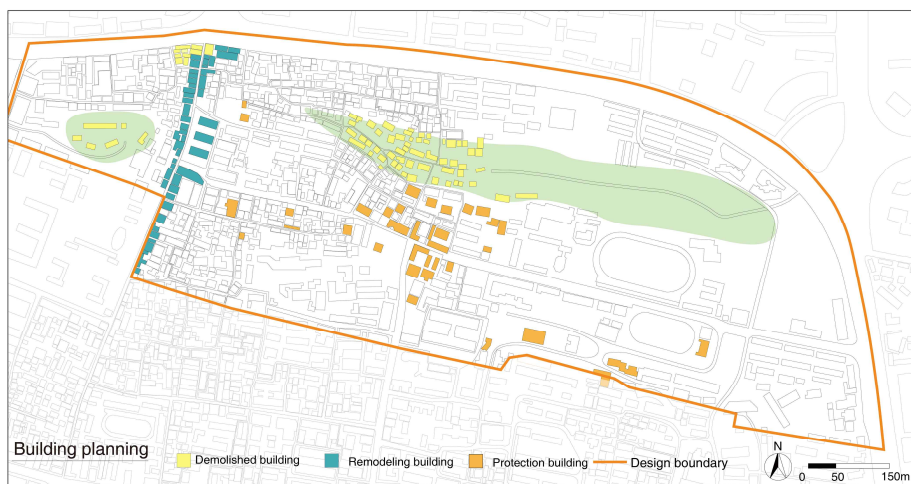 Building planning
Demolished building
Remodeling building
Protection building
Design boundary
N
0 50 150m